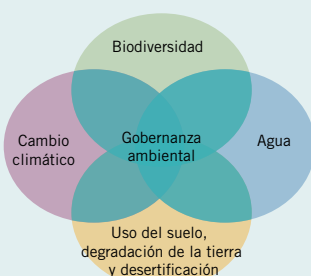 Biodiversidad
Cambio
climático
Gobernanza
ambiental
Agua
Uso del suelo,
degradación de la tierra
y desertificación